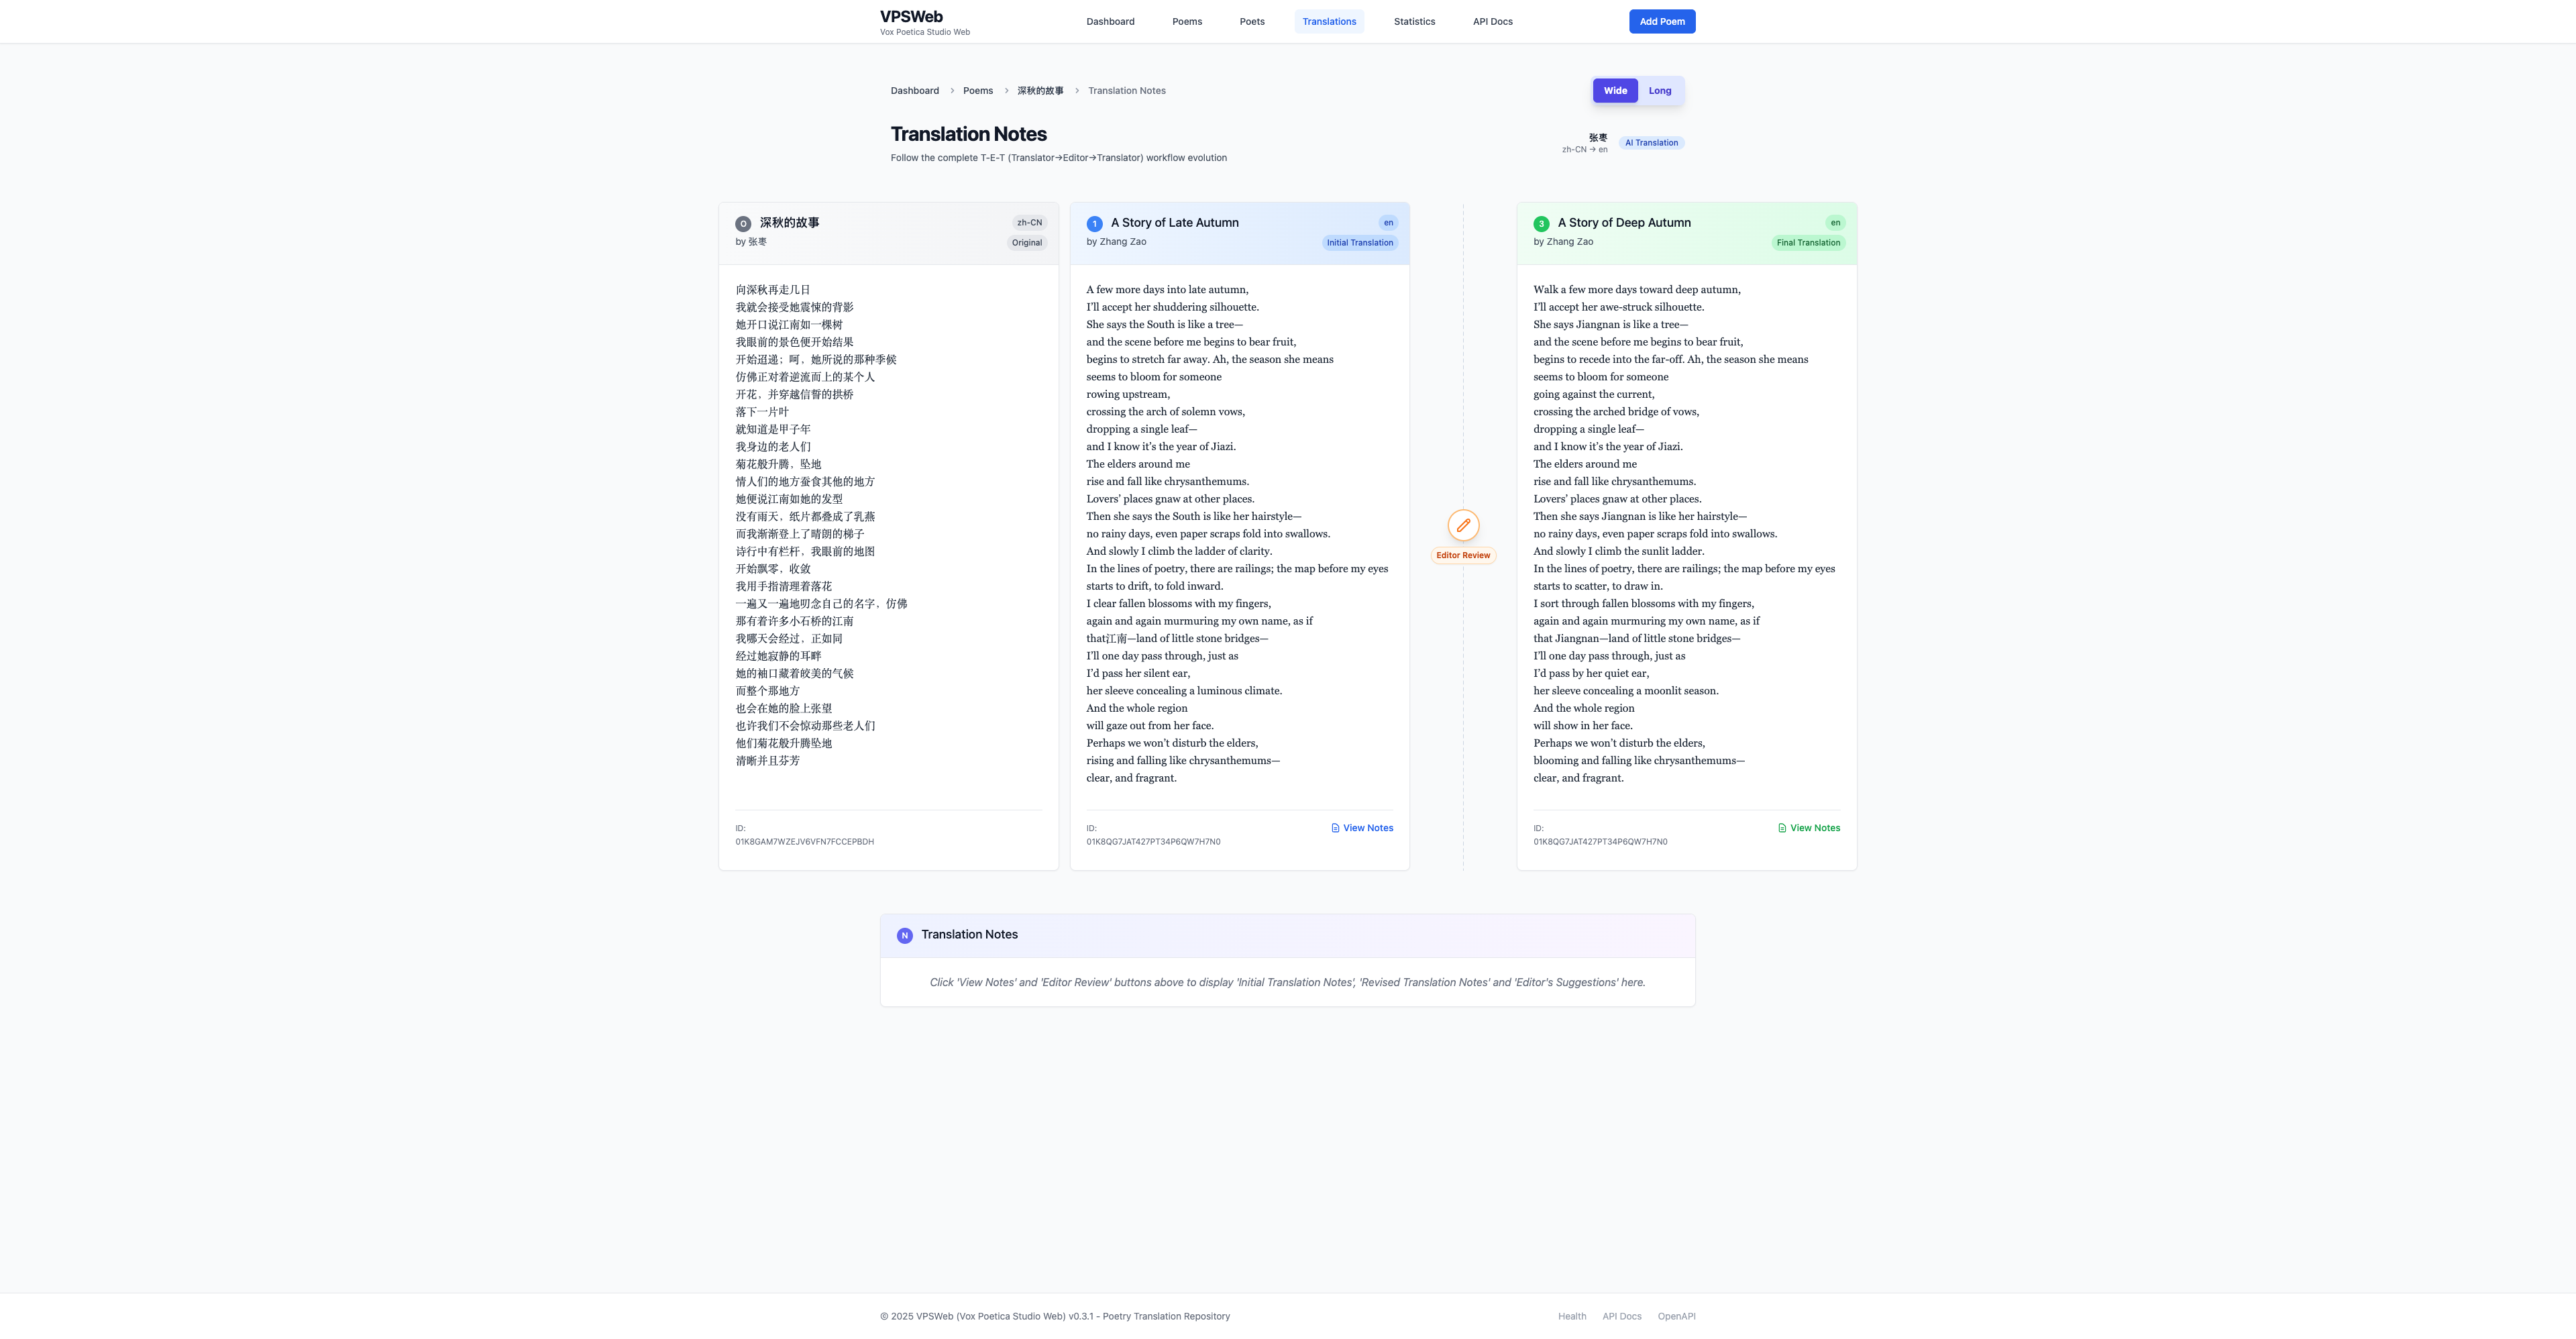 VPSWeb
Vox Poetica Studio Web
Dashboard
Poems
Poets
Translations
Statistics
API Docs
Add Poem
Dashboard > Poems > 深秋的故事 > Translation Notes
Wide
Long
Translation Notes
Follow the complete T-E-T (Translator→Editor→Translator) workflow evolution
张枣
zh-CN → en
AI Translation
O
深秋的故事
by 张枣
zh-CN
Original
向深秋再走几日
我就会接受她震悚的背影
她开口说江南如一棵树
我眼前的景色便开始结果
开始迢递；呵，她所说的那种季候
仿佛正对着逆流而上的某个人
开花，并穿越信誓的拱桥
落下一片叶
就知道是甲子年
我身边的老人们
菊花般升腾，坠地
情人们的地方蚕食其他的地方
她便说江南如她的发型
没有雨天，纸片都叠成了乳燕
而我渐渐登上了晴朗的梯子
诗行中有栏杆，我眼前的地图
开始飘零，收敛
我用手指清理着落花
一遍又一遍地叨念自己的名字，仿佛
那有着许多小石桥的江南
我哪天会经过，正如同
经过她寂静的耳畔
她的袖口藏着皎美的气候
而整个那地方
也会在她的脸上张望
也许我们不会惊动那些老人们
他们菊花般升腾坠地
清晰并且芬芳
ID:
01K8GAM7WZEJV6VFN7FCCEPBDH
1
A Story of Late Autumn
by Zhang Zao
en
Initial Translation
A few more days into late autumn,
I'll accept her shuddering silhouette.
She says the South is like a tree—
and the scene before me begins to bear fruit,
begins to stretch far away. Ah, the season she means
seems to bloom for someone
rowing upstream,
crossing the arch of solemn vows,
dropping a single leaf—
and I know it's the year of Jiazi.
The elders around me
rise and fall like chrysanthemums.
Lovers' places gnaw at other places.
Then she says the South is like her hairstyle—
no rainy days, even paper scraps fold into swallows.
And slowly I climb the ladder of clarity.
In the lines of poetry, there are railings; the map before my eyes
starts to drift, to fold inward.
I clear fallen blossoms with my fingers,
again and again murmuring my own name, as if
that江南—land of little stone bridges—
I'll one day pass through, just as
I'd pass her silent ear,
her sleeve concealing a luminous climate.
And the whole region
will gaze out from her face.
Perhaps we won't disturb the elders,
rising and falling like chrysanthemums—
clear, and fragrant.
ID:
01K8QG7JAT427PT34P6QW7H7N0
View Notes
Editor Review
3
A Story of Deep Autumn
by Zhang Zao
en
Final Translation
Walk a few more days toward deep autumn,
I'll accept her awe-struck silhouette.
She says Jiangnan is like a tree—
and the scene before me begins to bear fruit,
begins to recede into the far-off. Ah, the season she means
seems to bloom for someone
going against the current,
crossing the arched bridge of vows,
dropping a single leaf—
and I know it's the year of Jiazi.
The elders around me
rise and fall like chrysanthemums.
Lovers' places gnaw at other places.
Then she says Jiangnan is like her hairstyle—
no rainy days, even paper scraps fold into swallows.
And slowly I climb the sunlit ladder.
In the lines of poetry, there are railings; the map before my eyes
starts to scatter, to draw in.
I sort through fallen blossoms with my fingers,
again and again murmuring my own name, as if
that Jiangnan—land of little stone bridges—
I'll one day pass through, just as
I'd pass by her quiet ear,
her sleeve concealing a moonlit season.
And the whole region
will show in her face.
Perhaps we won't disturb the elders,
blooming and falling like chrysanthemums—
clear, and fragrant.
ID:
01K8QG7JAT427PT34P6QW7H7N0
View Notes
N
Translation Notes
Click 'View Notes' and 'Editor Review' buttons above to display 'Initial Translation Notes', 'Revised Translation Notes' and 'Editor's Suggestions' here.
© 2025 VPSWeb (Vox Poetica Studio Web) v0.3.1 - Poetry Translation Repository
Health
API Docs
OpenAPI